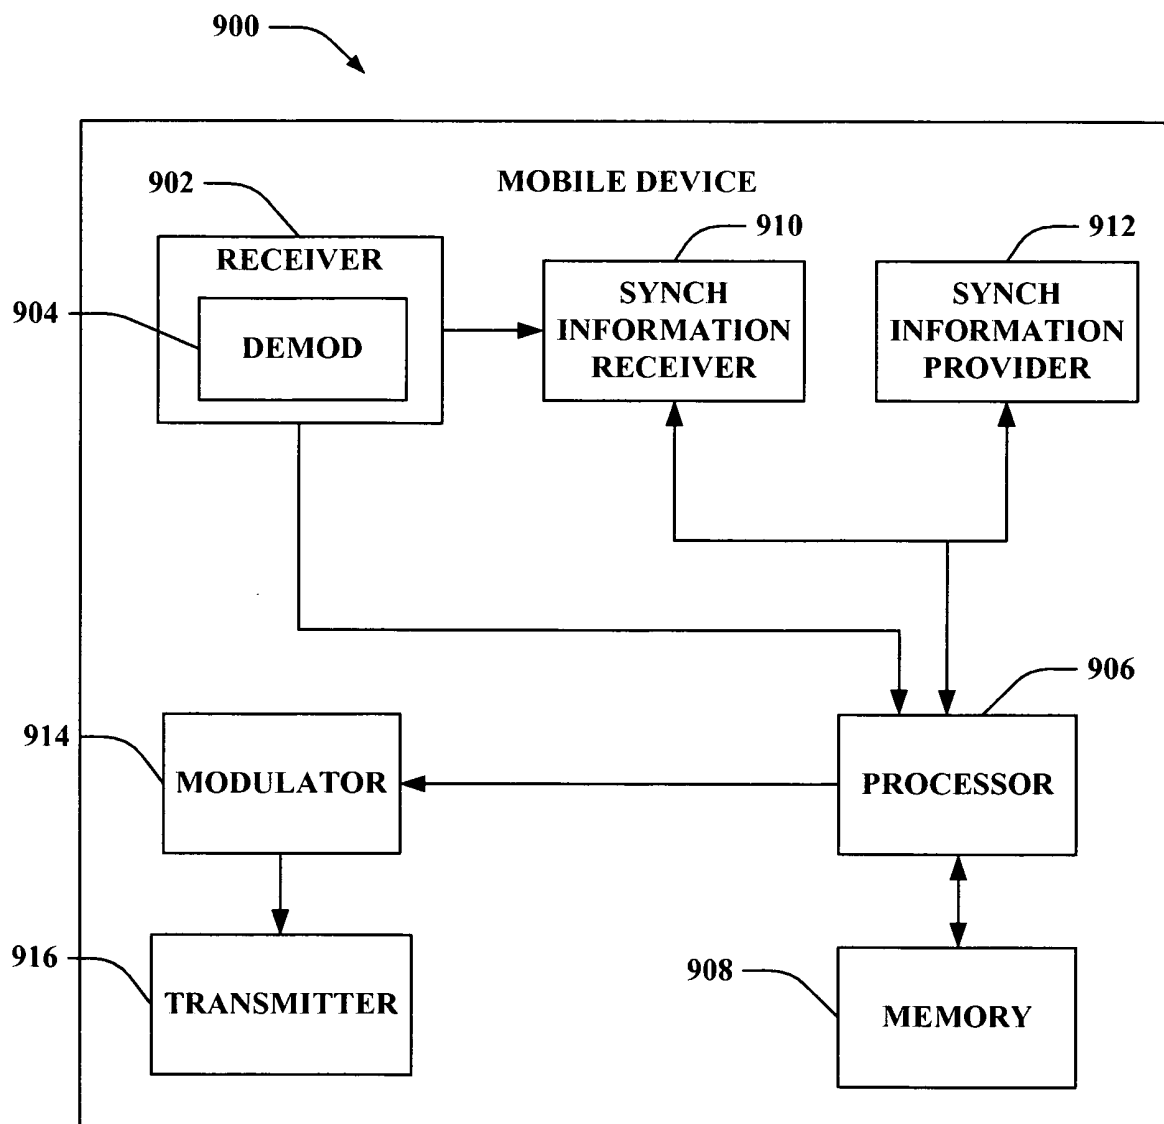 900
MOBILE DEVICE
902
RECEIVER
904
DEMOD
910
SYNCH
INFORMATION
RECEIVER
912
SYNCH
INFORMATION
PROVIDER
906
PROCESSOR
914
MODULATOR
916
TRANSMITTER
908
MEMORY